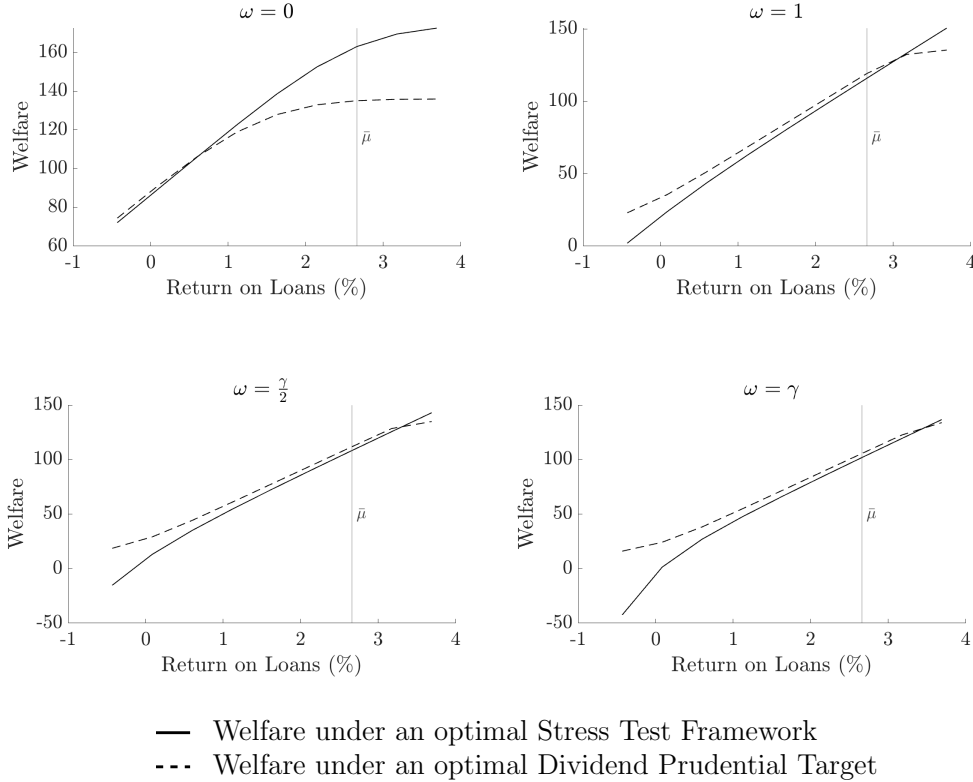 ω = 0
160
140
120
100
80
60
Welfare
μ̄
-1 0 1 2 3 4
Return on Loans (%)
ω = 1
150
100
50
0
Welfare
μ̄
-1 0 1 2 3 4
Return on Loans (%)
ω = γ/2
150
100
50
0
-50
Welfare
μ̄
-1 0 1 2 3 4
Return on Loans (%)
ω = γ
150
100
50
0
-50
Welfare
μ̄
-1 0 1 2 3 4
Return on Loans (%)
Welfare under an optimal Stress Test Framework
Welfare under an optimal Dividend Prudential Target